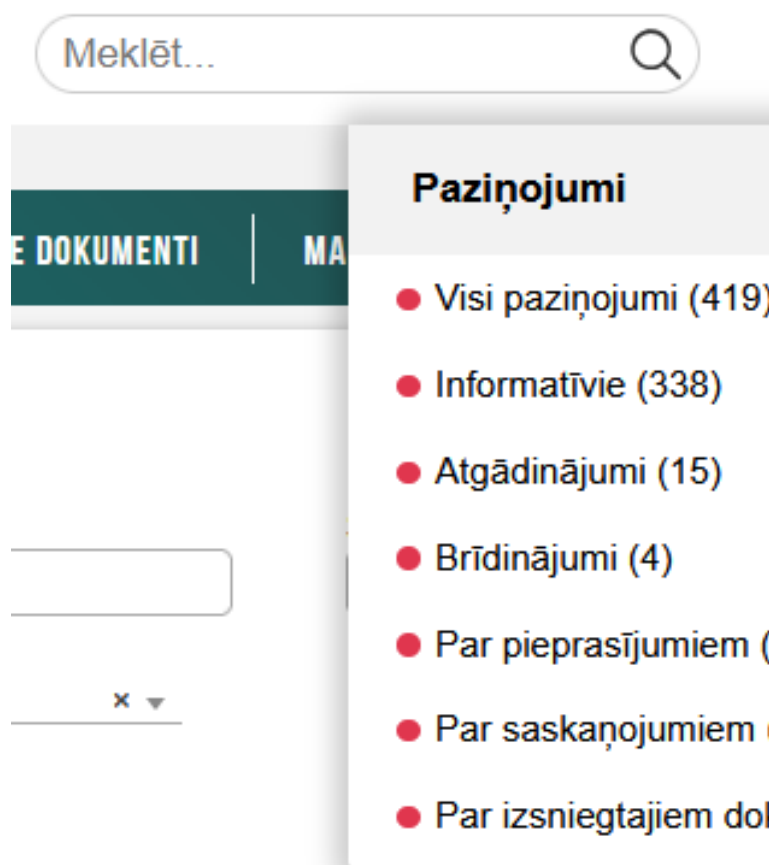 Meklēt...
Paziņojumi
E DOKUMENTI
MA
Visi paziņojumi (419)
Informatīvie (338)
Atgādinājumi (15)
Brīdinājumi (4)
Par pieprasījumiem (
Par saskaņojumiem
Par izsniegtajiem